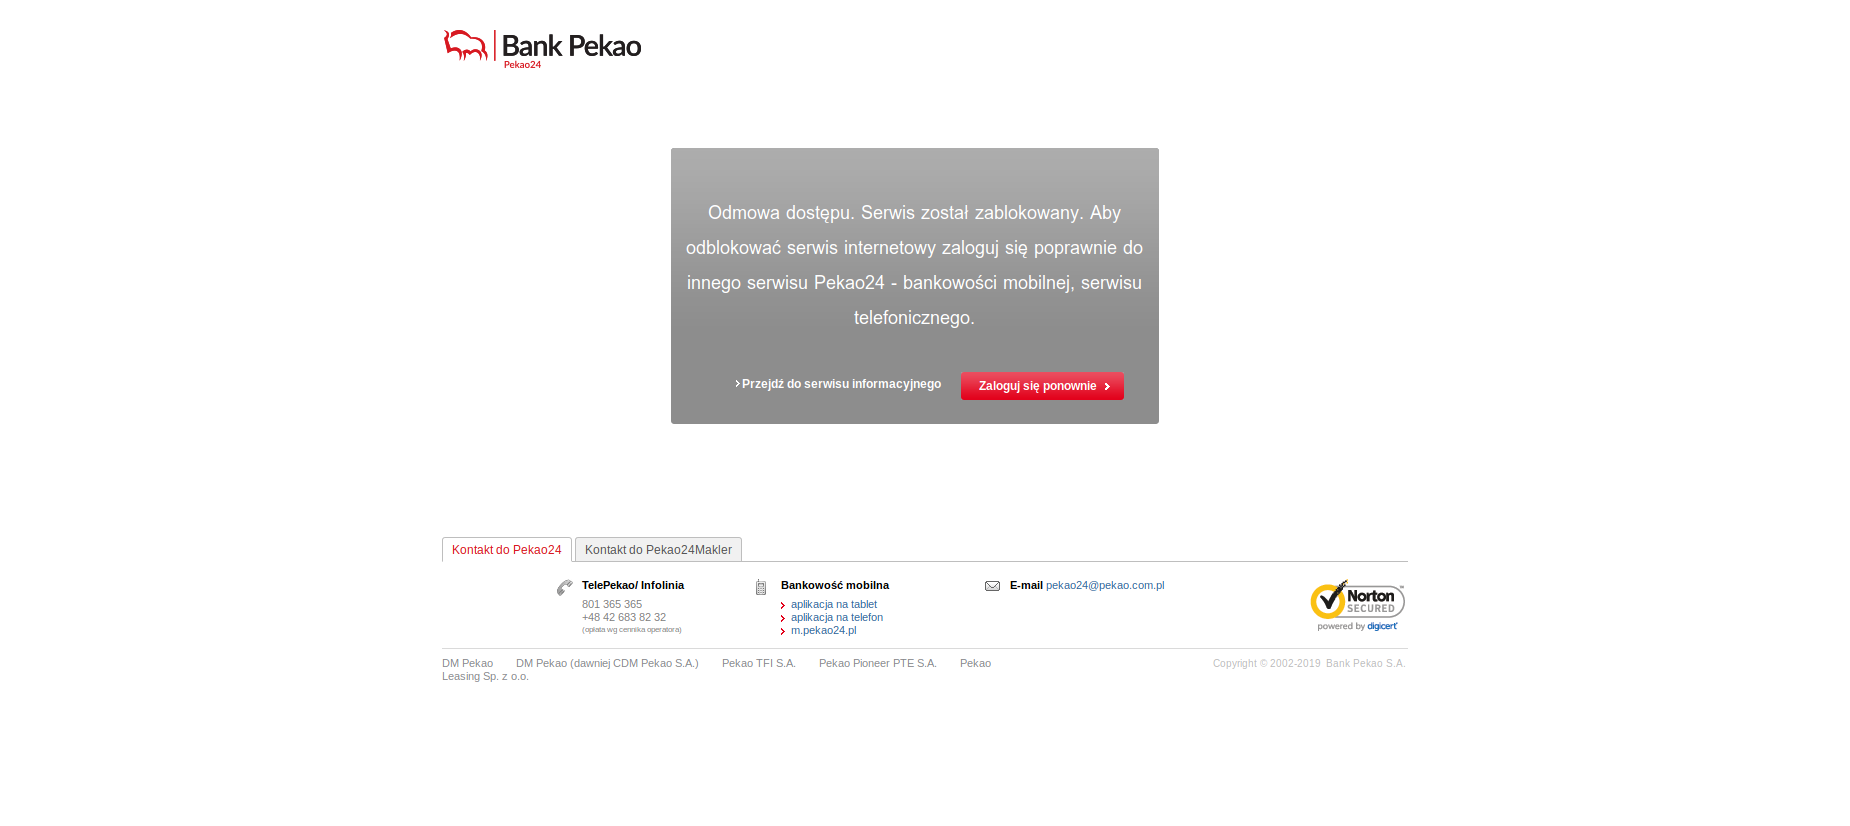 Bank Pekao
Pekao24
Odmowa dostępu. Serwis został zablokowany. Aby
odblokować serwis internetowy zaloguj się poprawnie do
innego serwisu Pekao24 - bankowości mobilnej, serwisu
telefonicznego.
Przejdź do serwisu informacyjnego
Zaloguj się ponownie
Kontakt do Pekao24
Kontakt do Pekao24Makler
TelePekao/ Infolinia
801 365 365
+48 42 683 82 32
(opłata wg cennika operatora)
Bankowość mobilna
aplikacja na tablet
aplikacja na telefon
m.pekao24.pl
E-mail pekao24@pekao.com.pl
Norton
SECURED
powered by digicert
DM Pekao DM Pekao (dawniej CDM Pekao S.A.) Pekao TFI S.A. Pekao Pioneer PTE S.A. Pekao
Leasing Sp. z o.o.
Copyright © 2002-2019 Bank Pekao S.A.